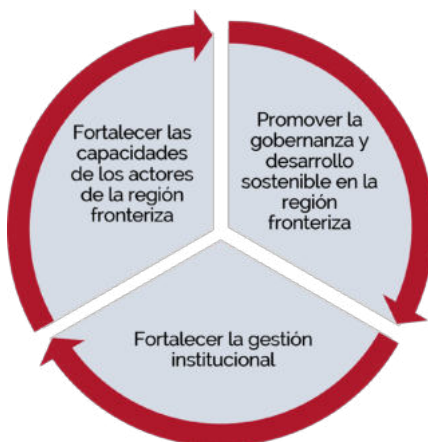 Fortalecer las
capacidades
de los actores
de la región
fronteriza
Promover la
gobernanza y
desarrollo
sostenible en la
región
fronteriza
Fortalecer la gestión
institucional